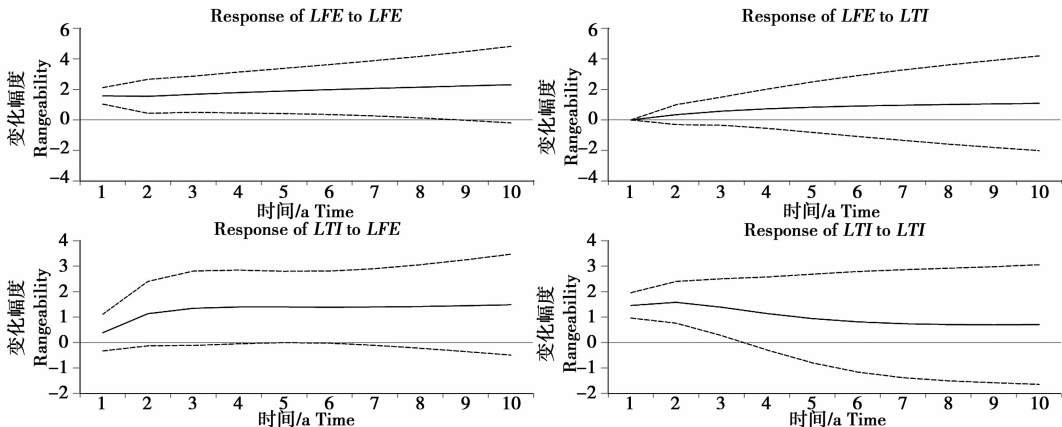 Response of LFE to LFE
变化幅度
Rangeability
6
4
2
0
−2
−4
1 2 3 4 5 6 7 8 9 10
时间/a Time
Response of LFE to LTI
变化幅度
Rangeability
6
4
2
0
−2
−4
1 2 3 4 5 6 7 8 9 10
时间/a Time
Response of LTI to LFE
变化幅度
Rangeability
4
3
2
1
0
−1
−2
1 2 3 4 5 6 7 8 9 10
时间/a Time
Response of LTI to LTI
变化幅度
Rangeability
4
3
2
1
0
−1
−2
1 2 3 4 5 6 7 8 9 10
时间/a Time